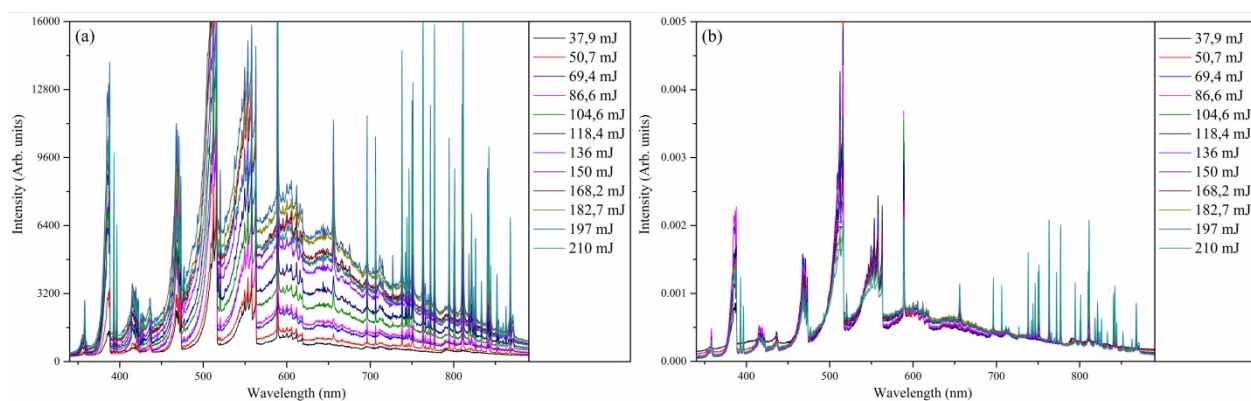 (a)
Intensity (Arb. units)
16000
12800
9600
6400
3200
0
400
500
600
700
800
Wavelength (nm)
37,9 mJ
50,7 mJ
69,4 mJ
86,6 mJ
104,6 mJ
118,4 mJ
136 mJ
150 mJ
168,2 mJ
182,7 mJ
197 mJ
210 mJ
(b)
Intensity (Arb. units)
0.005
0.004
0.003
0.002
0.001
0.000
400
500
600
700
800
Wavelength (nm)
37,9 mJ
50,7 mJ
69,4 mJ
86,6 mJ
104,6 mJ
118,4 mJ
136 mJ
150 mJ
168,2 mJ
182,7 mJ
197 mJ
210 mJ